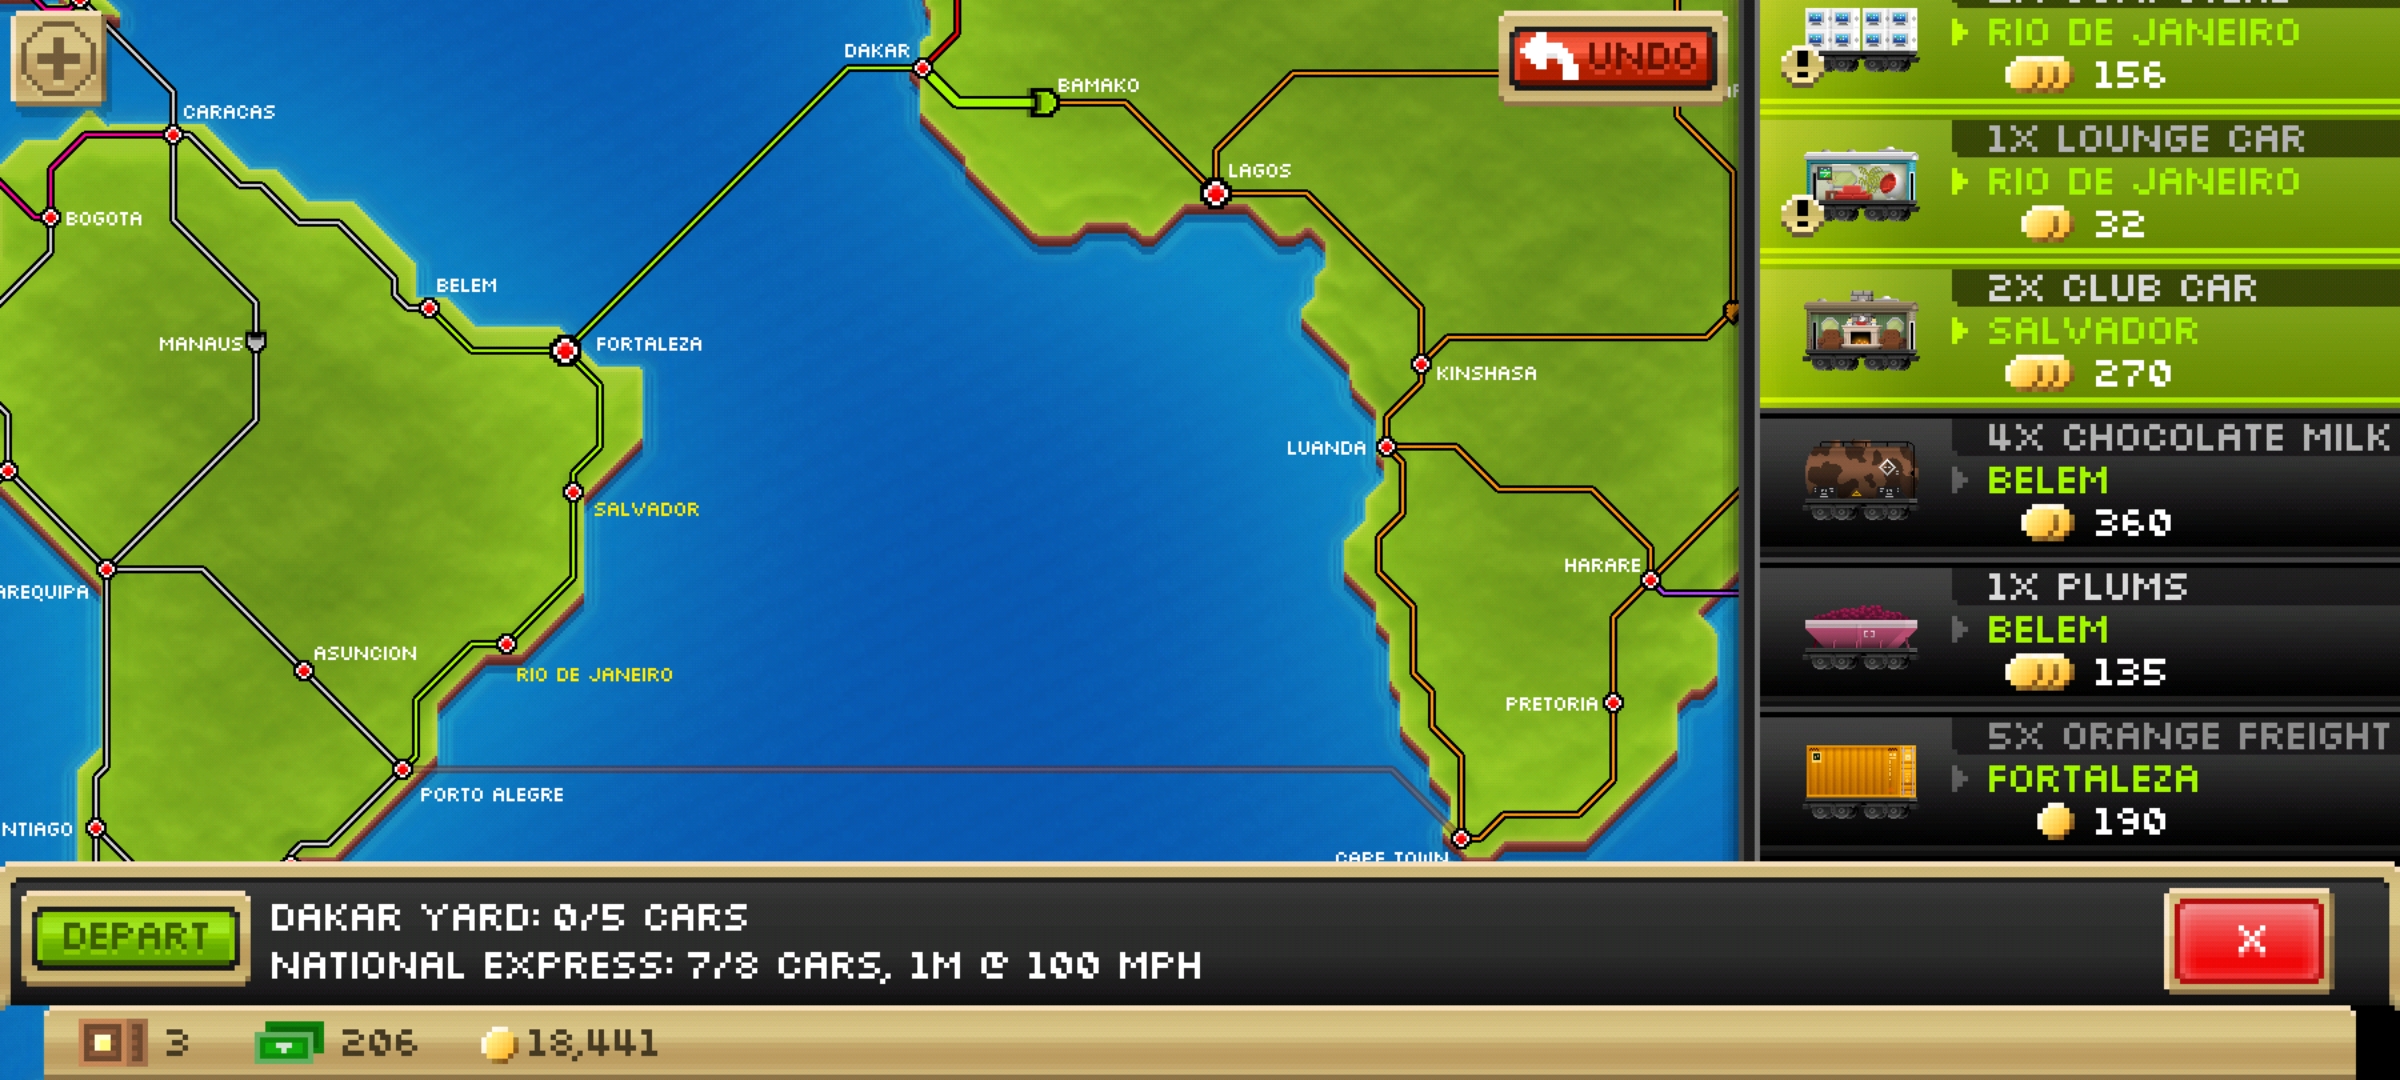 DAKAR
BAMAKO
UNDO
CARACAS
LAGOS
BOGOTA
BELEM
MANAUS
FORTALEZA
KINSHASA
LUANDA
SALVADOR
HARARE
AREQUIPA
ASUNCION
RIO DE JANEIRO
PRETORIA
PORTO ALEGRE
NTIAGO
CAPE TOWN
RIO DE JANEIRO
156
1X LOUNGE CAR
RIO DE JANEIRO
32
2X CLUB CAR
SALVADOR
270
4X CHOCOLATE MILK
BELEM
360
1X PLUMS
BELEM
135
5X ORANGE FREIGHT
FORTALEZA
190
DEPART
DAKAR YARD: 0/5 CARS
NATIONAL EXPRESS: 7/8 CARS, 1M @ 100 MPH
X
3
206
18,441